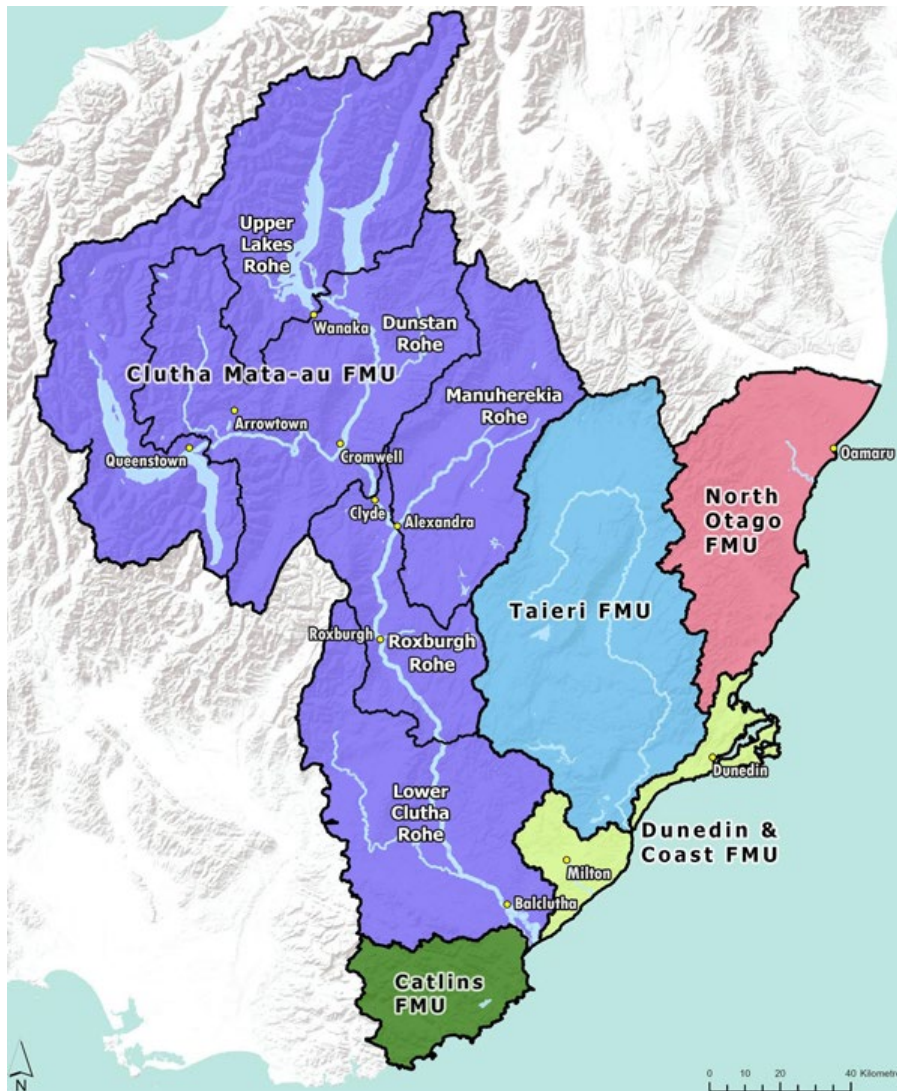 Upper
Lakes
Rohe
Wanaka
Dunstan
Rohe
Clutha Mata-au FMU
Manuherekia
Rohe
Arrowtown
Queenstown
Cromwell
Oamaru
Clyde
Alexandra
North
Otago
FMU
Taieri FMU
Roxburgh
Roxburgh
Rohe
Dunedin
Lower
Clutha
Rohe
Dunedin &
Coast FMU
Milton
Balclutha
Catlins
FMU
N
0 10 20 40 Kilometre